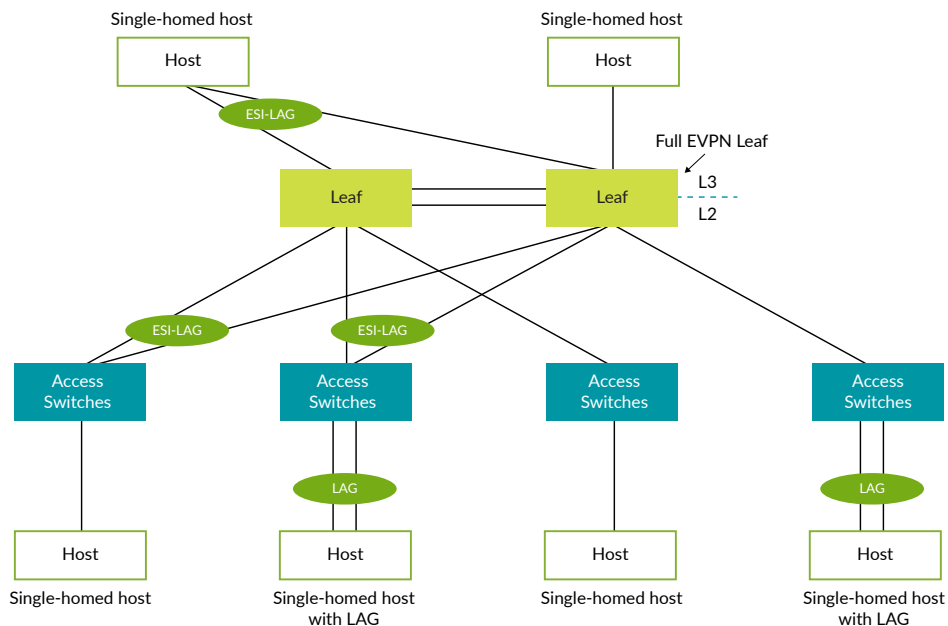 Single-homed host
Single-homed host
Host
Host
ESI-LAG
Full EVPN Leaf
Leaf
Leaf
L3
L2
ESI-LAG
ESI-LAG
Access
Switches
Access
Switches
Access
Switches
Access
Switches
LAG
LAG
Host
Host
Host
Host
Single-homed host
Single-homed host
with LAG
Single-homed host
Single-homed host
with LAG